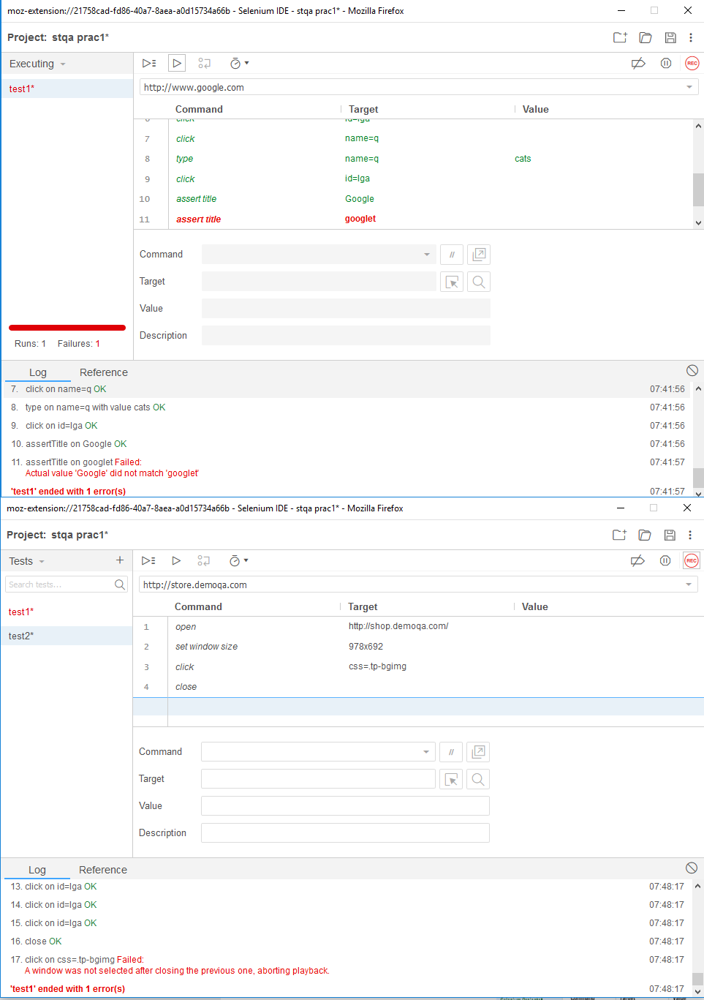 moz-extension://21758cad-fd86-40a7-8aea-a0d15734a66b - Selenium IDE - stqa prac1* - Mozilla Firefox
Project: stqa prac1*
Executing
test1*
http://www.google.com
Command Target Value
6 click id=lga
7 click name=q
8 type name=q cats
9 click id=lga
10 assert title Google
11 assert title googlet
Command //
Target
Value
Description
Runs: 1 Failures: 1
REC
Log Reference
7. click on name=q OK 07:41:56
8. type on name=q with value cats OK 07:41:56
9. click on id=lga OK 07:41:56
10. assertTitle on Google OK 07:41:56
11. assertTitle on googlet Failed: 07:41:57
Actual value 'Google' did not match 'googlet'
'test1' ended with 1 error(s) 07:41:57
moz-extension://21758cad-fd86-40a7-8aea-a0d15734a66b - Selenium IDE - stqa prac1* - Mozilla Firefox
Project: stqa prac1*
Tests +
REC
Search tests...
http://store.demoqa.com
test1*
test2*
Command Target Value
1 open http://shop.demoqa.com/
2 set window size 978x692
3 click css=.tp-bgimg
4 close
Command //
Target
Value
Description
Log Reference
13. click on id=lga OK 07:48:17
14. click on id=lga OK 07:48:17
15. click on id=lga OK 07:48:17
16. close OK 07:48:17
17. click on css=.tp-bgimg Failed: 07:48:17
A window was not selected after closing the previous one, aborting playback.
'test1' ended with 1 error(s) 07:48:17